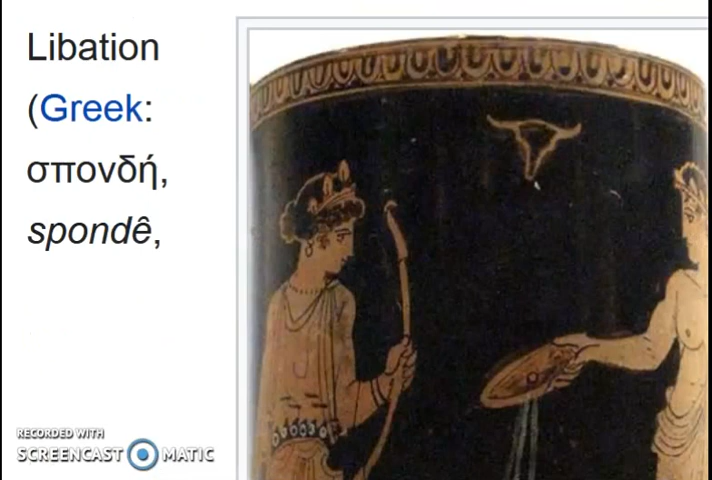 Libation
(Greek:
σπονδή,
spondê,
RECORDED WITH
SCREENCAST MATIC